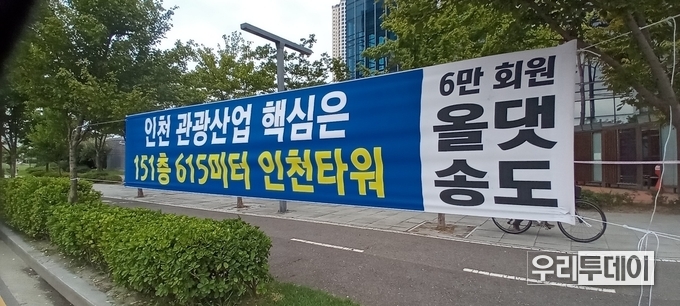 인천 관광산업 핵심은
151층 615미터 인천타워
6만 회원
올댓
송도
우리투데이